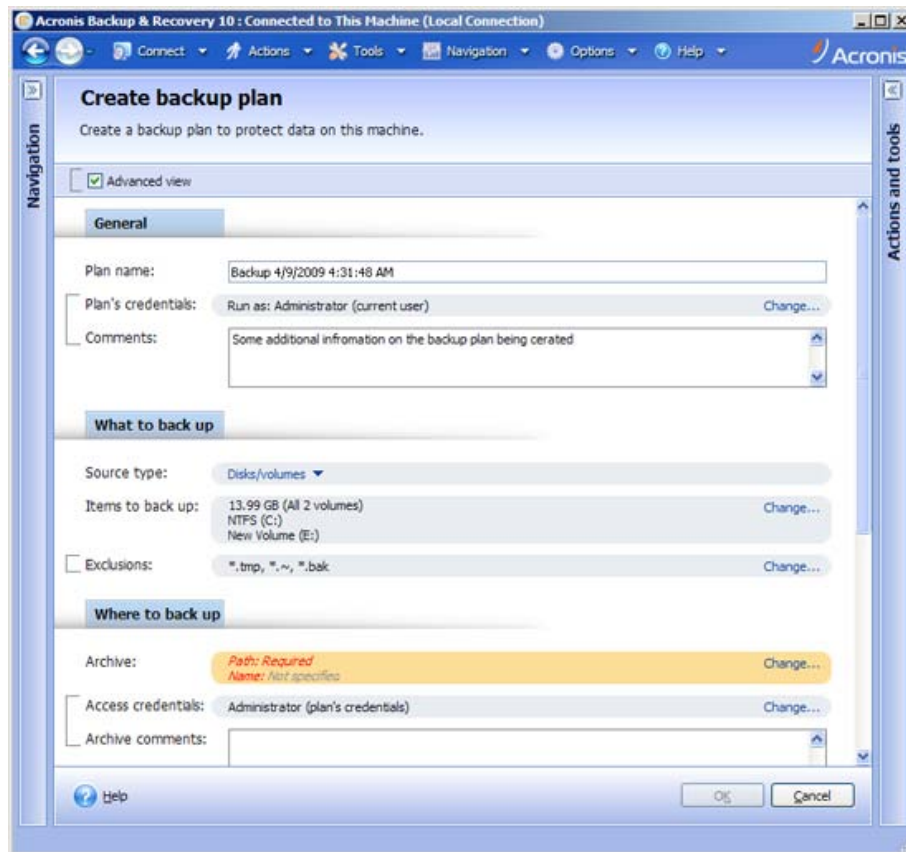 Acronis Backup & Recovery 10 : Connected to This Machine (Local Connection)
Connect Actions Tools Navigation Options Help Acronis
Navigation
Actions and tools
Create backup plan
Create a backup plan to protect data on this machine.
Advanced view
General
Plan name: Backup 4/9/2009 4:31:48 AM
Plan's credentials: Run as: Administrator (current user) Change...
Comments: Some additional infromation on the backup plan being cerated
What to back up
Source type: Disks/volumes
Items to back up: 13.99 GB (All 2 volumes) Change...
NTFS (C:)
New Volume (E:)
Exclusions: *.tmp, *.~, *.bak Change...
Where to back up
Archive: Path: Required Change...
Name: Not specified
Access credentials: Administrator (plan's credentials) Change...
Archive comments:
Help OK Cancel